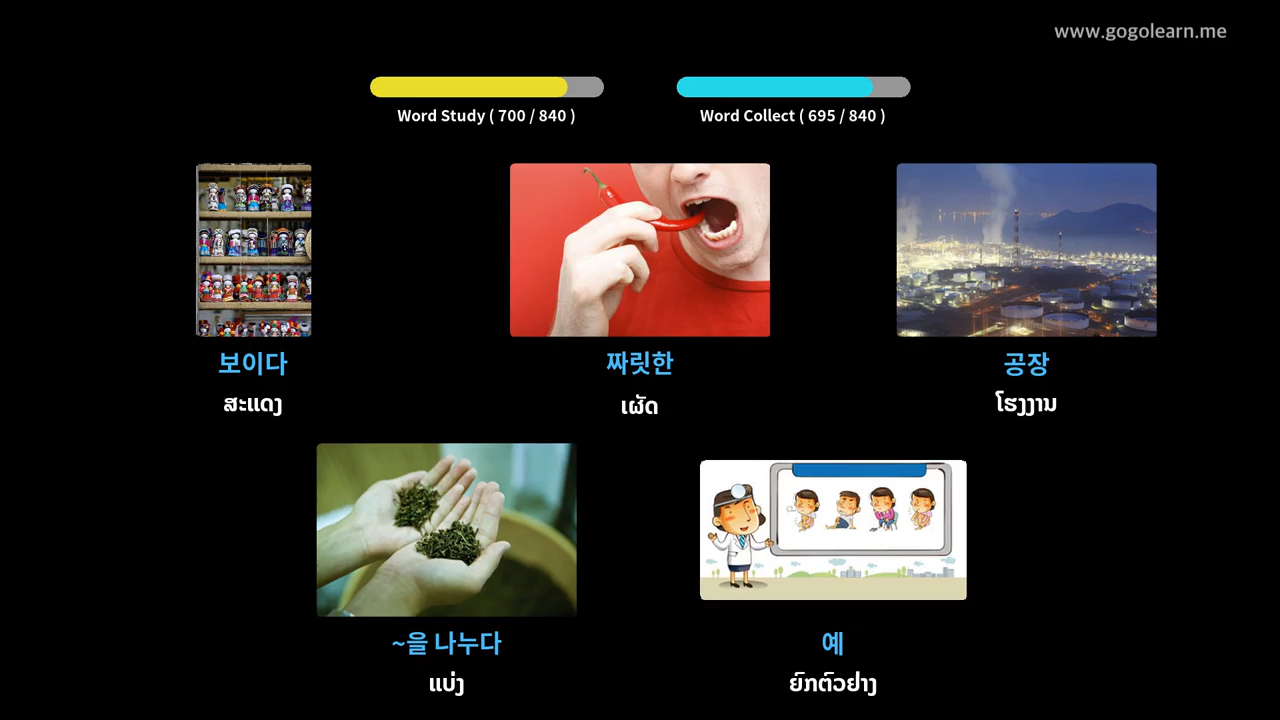 www.gogolearn.me
Word Study ( 700 / 840 )
Word Collect ( 695 / 840 )
보이다
ສະແດງ
짜릿한
ເຜັດ
공장
ໂຮງງານ
~을 나누다
ແບ່ງ
예
ຍົກຕົວຢ່າງ